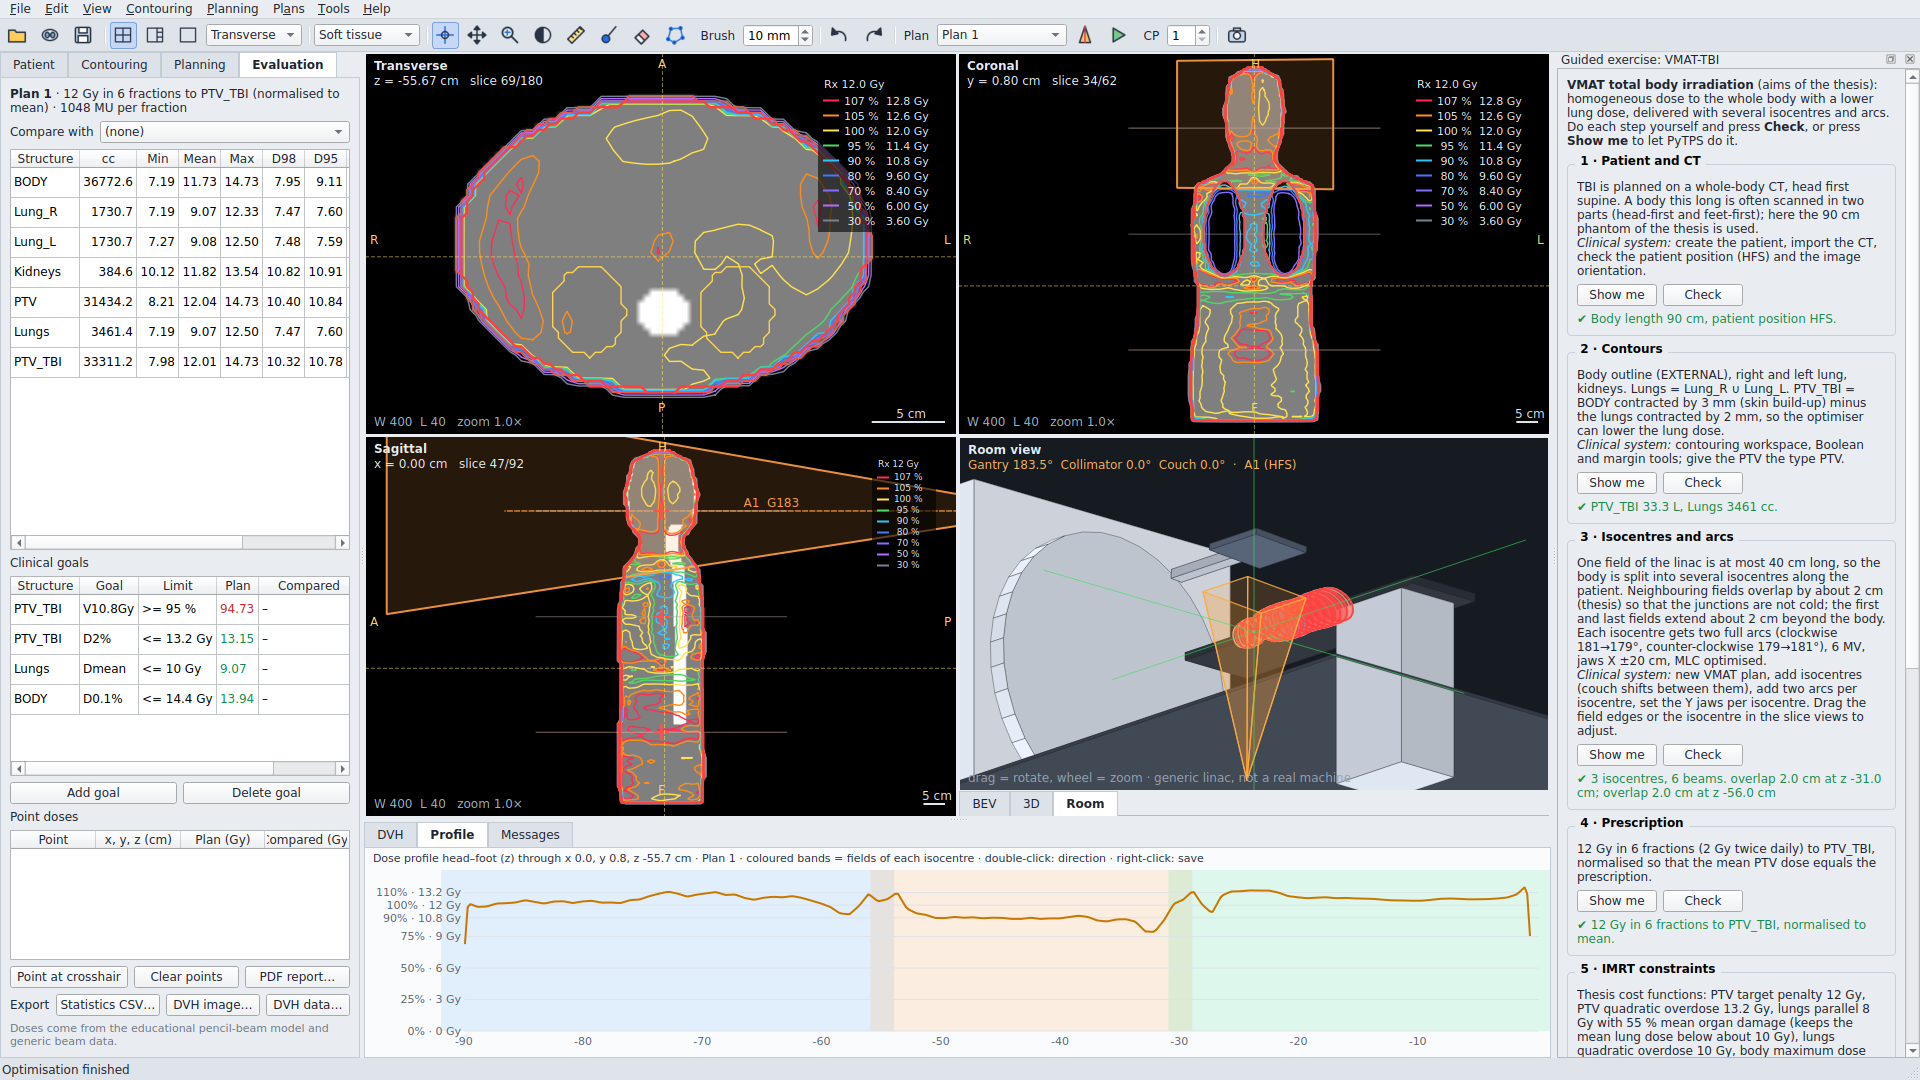 File Edit View Contouring Planning Plans Tools Help
Transverse Soft tissue Brush 10 mm Plan Plan 1 CP 1
Patient Contouring Planning Evaluation
Plan 1 · 12 Gy in 6 fractions to PTV_TBI (normalised to
mean) · 1048 MU per fraction
Compare with (none)
Structure cc Min Mean Max D98 D95
BODY 36772.6 7.19 11.73 14.73 7.95 9.11
Lung_R 1730.7 7.19 9.07 12.33 7.47 7.60
Lung_L 1730.7 7.27 9.08 12.50 7.48 7.59
Kidneys 384.6 10.12 11.82 13.54 10.82 10.91
PTV 31434.2 8.21 12.04 14.73 10.40 10.84
Lungs 3461.4 7.19 9.07 12.50 7.47 7.60
PTV_TBI 33311.2 7.98 12.01 14.73 10.32 10.78
Clinical goals
Structure Goal Limit Plan Compared
PTV_TBI V10.8Gy >= 95 % 94.73 –
PTV_TBI D2% <= 13.2 Gy 13.15 –
Lungs Dmean <= 10 Gy 9.07 –
BODY D0.1% <= 14.4 Gy 13.94 –
Add goal Delete goal
Point doses
Point x, y, z (cm) Plan (Gy) Compared (Gy
Point at crosshair Clear points PDF report...
Export Statistics CSV... DVH image... DVH data...
Doses come from the educational pencil-beam model and
generic beam data.
Optimisation finished
Transverse
z = -55.67 cm slice 69/180
A
R
L
P
Rx 12.0 Gy
107 % 12.8 Gy
105 % 12.6 Gy
100 % 12.0 Gy
95 % 11.4 Gy
90 % 10.8 Gy
80 % 9.60 Gy
70 % 8.40 Gy
50 % 6.00 Gy
30 % 3.60 Gy
W 400 L 40 zoom 1.0×
5 cm
Coronal
y = 0.80 cm slice 34/62
H
R
L
F
Rx 12.0 Gy
107 % 12.8 Gy
105 % 12.6 Gy
100 % 12.0 Gy
95 % 11.4 Gy
90 % 10.8 Gy
80 % 9.60 Gy
70 % 8.40 Gy
50 % 6.00 Gy
30 % 3.60 Gy
W 400 L 40 zoom 1.0×
5 cm
Sagittal
x = 0.00 cm slice 47/92
H
A
P
F
A1 G183
Rx 12 Gy
107 %
105 %
100 %
95 %
90 %
80 %
70 %
50 %
30 %
W 400 L 40 zoom 1.0×
5 cm
Room view
Gantry 183.5° Collimator 0.0° Couch 0.0° · A1 (HFS)
drag = rotate, wheel = zoom · generic linac, not a real machine
BEV 3D Room
DVH Profile Messages
Dose profile head–foot (z) through x 0.0, y 0.8, z -55.7 cm · Plan 1 · coloured bands = fields of each isocentre · double-click: direction · right-click: save
110% · 13.2 Gy
100% · 12 Gy
90% · 10.8 Gy
75% · 9 Gy
50% · 6 Gy
25% · 3 Gy
0% · 0 Gy
-90 -80 -70 -60 -50 -40 -30 -20 -10
Guided exercise: VMAT-TBI
VMAT total body irradiation (aims of the thesis):
homogeneous dose to the whole body with a lower
lung dose, delivered with several isocentres and arcs.
Do each step yourself and press Check, or press
Show me to let PyTPS do it.
1 · Patient and CT
TBI is planned on a whole-body CT, head first
supine. A body this long is often scanned in two
parts (head-first and feet-first); here the 90 cm
phantom of the thesis is used.
Clinical system: create the patient, import the CT,
check the patient position (HFS) and the image
orientation.
Show me Check
✔ Body length 90 cm, patient position HFS.
2 · Contours
Body outline (EXTERNAL), right and left lung,
kidneys. Lungs = Lung_R ∪ Lung_L. PTV_TBI =
BODY contracted by 3 mm (skin build-up) minus
the lungs contracted by 2 mm, so the optimiser
can lower the lung dose.
Clinical system: contouring workspace, Boolean
and margin tools; give the PTV the type PTV.
Show me Check
✔ PTV_TBI 33.3 L, Lungs 3461 cc.
3 · Isocentres and arcs
One field of the linac is at most 40 cm long, so the
body is split into several isocentres along the
patient. Neighbouring fields overlap by about 2 cm
(thesis) so that the junctions are not cold; the first
and last fields extend about 2 cm beyond the body.
Each isocentre gets two full arcs (clockwise
181→179°, counter-clockwise 179→181°), 6 MV,
jaws X ±20 cm, MLC optimised.
Clinical system: new VMAT plan, add isocentres
(couch shifts between them), add two arcs per
isocentre, set the Y jaws per isocentre. Drag the
field edges or the isocentre in the slice views to
adjust.
Show me Check
✔ 3 isocentres, 6 beams. overlap 2.0 cm at z -31.0
cm; overlap 2.0 cm at z -56.0 cm
4 · Prescription
12 Gy in 6 fractions (2 Gy twice daily) to PTV_TBI,
normalised so that the mean PTV dose equals the
prescription.
Show me Check
✔ 12 Gy in 6 fractions to PTV_TBI, normalised to
mean.
5 · IMRT constraints
Thesis cost functions: PTV target penalty 12 Gy,
PTV quadratic overdose 13.2 Gy, lungs parallel 8
Gy with 55 % mean organ damage (keeps the
mean lung dose below about 10 Gy), lungs
quadratic overdose 10 Gy, body maximum dose